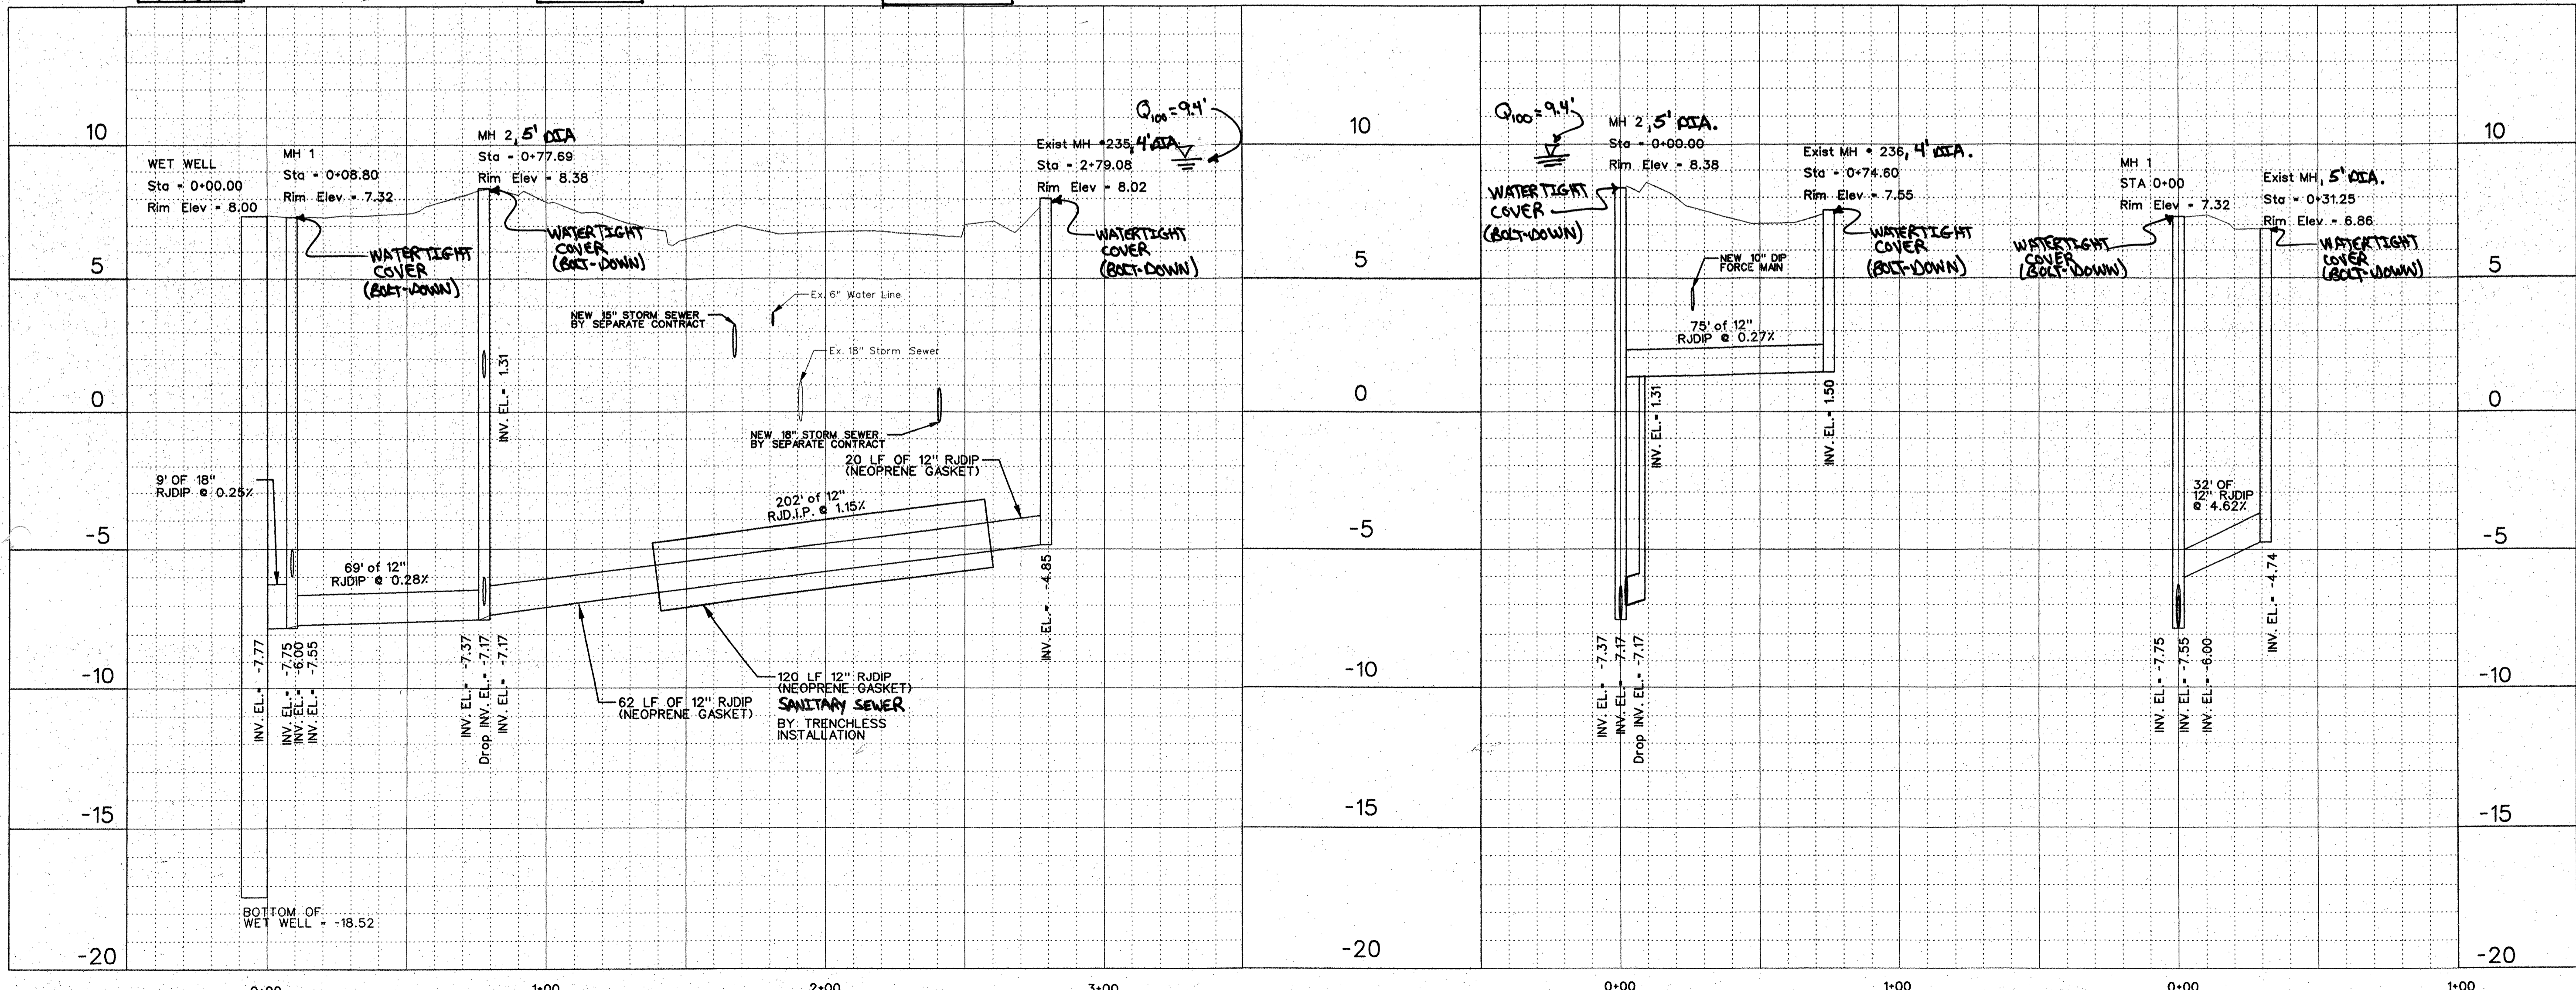 Q100 = 9.4'
10
WET WELL
Sta = 0+00.00
Rim Elev = 8.00
MH 1
Sta = 0+08.80
Rim Elev = 7.32
MH 2, 5' DIA
Sta = 0+77.69
Rim Elev = 8.38
Exist MH #235, 4' DIA.
Sta = 2+79.08
Rim Elev = 8.02
WATERTIGHT
COVER
(BOLT-DOWN)
WATERTIGHT
COVER
(BOLT-DOWN)
WATERTIGHT
COVER
(BOLT-DOWN)
5
NEW 15" STORM SEWER
BY SEPARATE CONTRACT
Ex. 6" Water Line
Ex. 18" Storm Sewer
INV. EL.= 1.31
0
NEW 18" STORM SEWER
BY SEPARATE CONTRACT
20 LF OF 12" RJDIP
(NEOPRENE GASKET)
9' OF 18"
RJDIP @ 0.25%
202' of 12"
RJD.I.P. @ 1.15%
-5
69' of 12"
RJDIP @ 0.28%
INV. EL.= -4.85
INV. EL.= -7.77
INV. EL.= -7.75
INV. EL.= -6.00
INV. EL.= -7.55
INV. EL.= -7.37
Drop INV. EL.= -7.17
INV. EL.= -7.17
-10
62 LF OF 12" RJDIP
(NEOPRENE GASKET)
120 LF 12" RJDIP
(NEOPRENE GASKET)
SANITARY SEWER
BY TRENCHLESS
INSTALLATION
-15
BOTTOM OF
WET WELL = -18.52
-20
0+00
1+00
2+00
3+00
10
5
0
-5
-10
-15
-20
Q100 = 9.4'
MH 2, 5' DIA.
Sta = 0+00.00
Rim Elev = 8.38
Exist MH # 236, 4' DIA.
Sta = 0+74.60
Rim Elev = 7.55
WATERTIGHT
COVER
(BOLT-DOWN)
WATERTIGHT
COVER
(BOLT-DOWN)
NEW 10" DIP
FORCE MAIN
75' of 12"
RJDIP @ 0.27%
INV. EL.= 1.31
INV. EL.= 1.50
INV. EL.= -7.37
INV. EL.= -7.17
Drop INV. EL.= -7.17
0+00
1+00
MH 1
STA 0+00
Rim Elev = 7.32
Exist MH, 5' DIA.
Sta = 0+31.25
Rim Elev = 6.86
WATERTIGHT
COVER
(BOLT-DOWN)
WATERTIGHT
COVER
(BOLT-DOWN)
32' OF
12" RJDIP
@ 4.62%
INV. EL.= -4.74
INV. EL.= -7.75
INV. EL.= -7.55
INV. EL.= -6.00
0+00
1+00
10
5
0
-5
-10
-15
-20